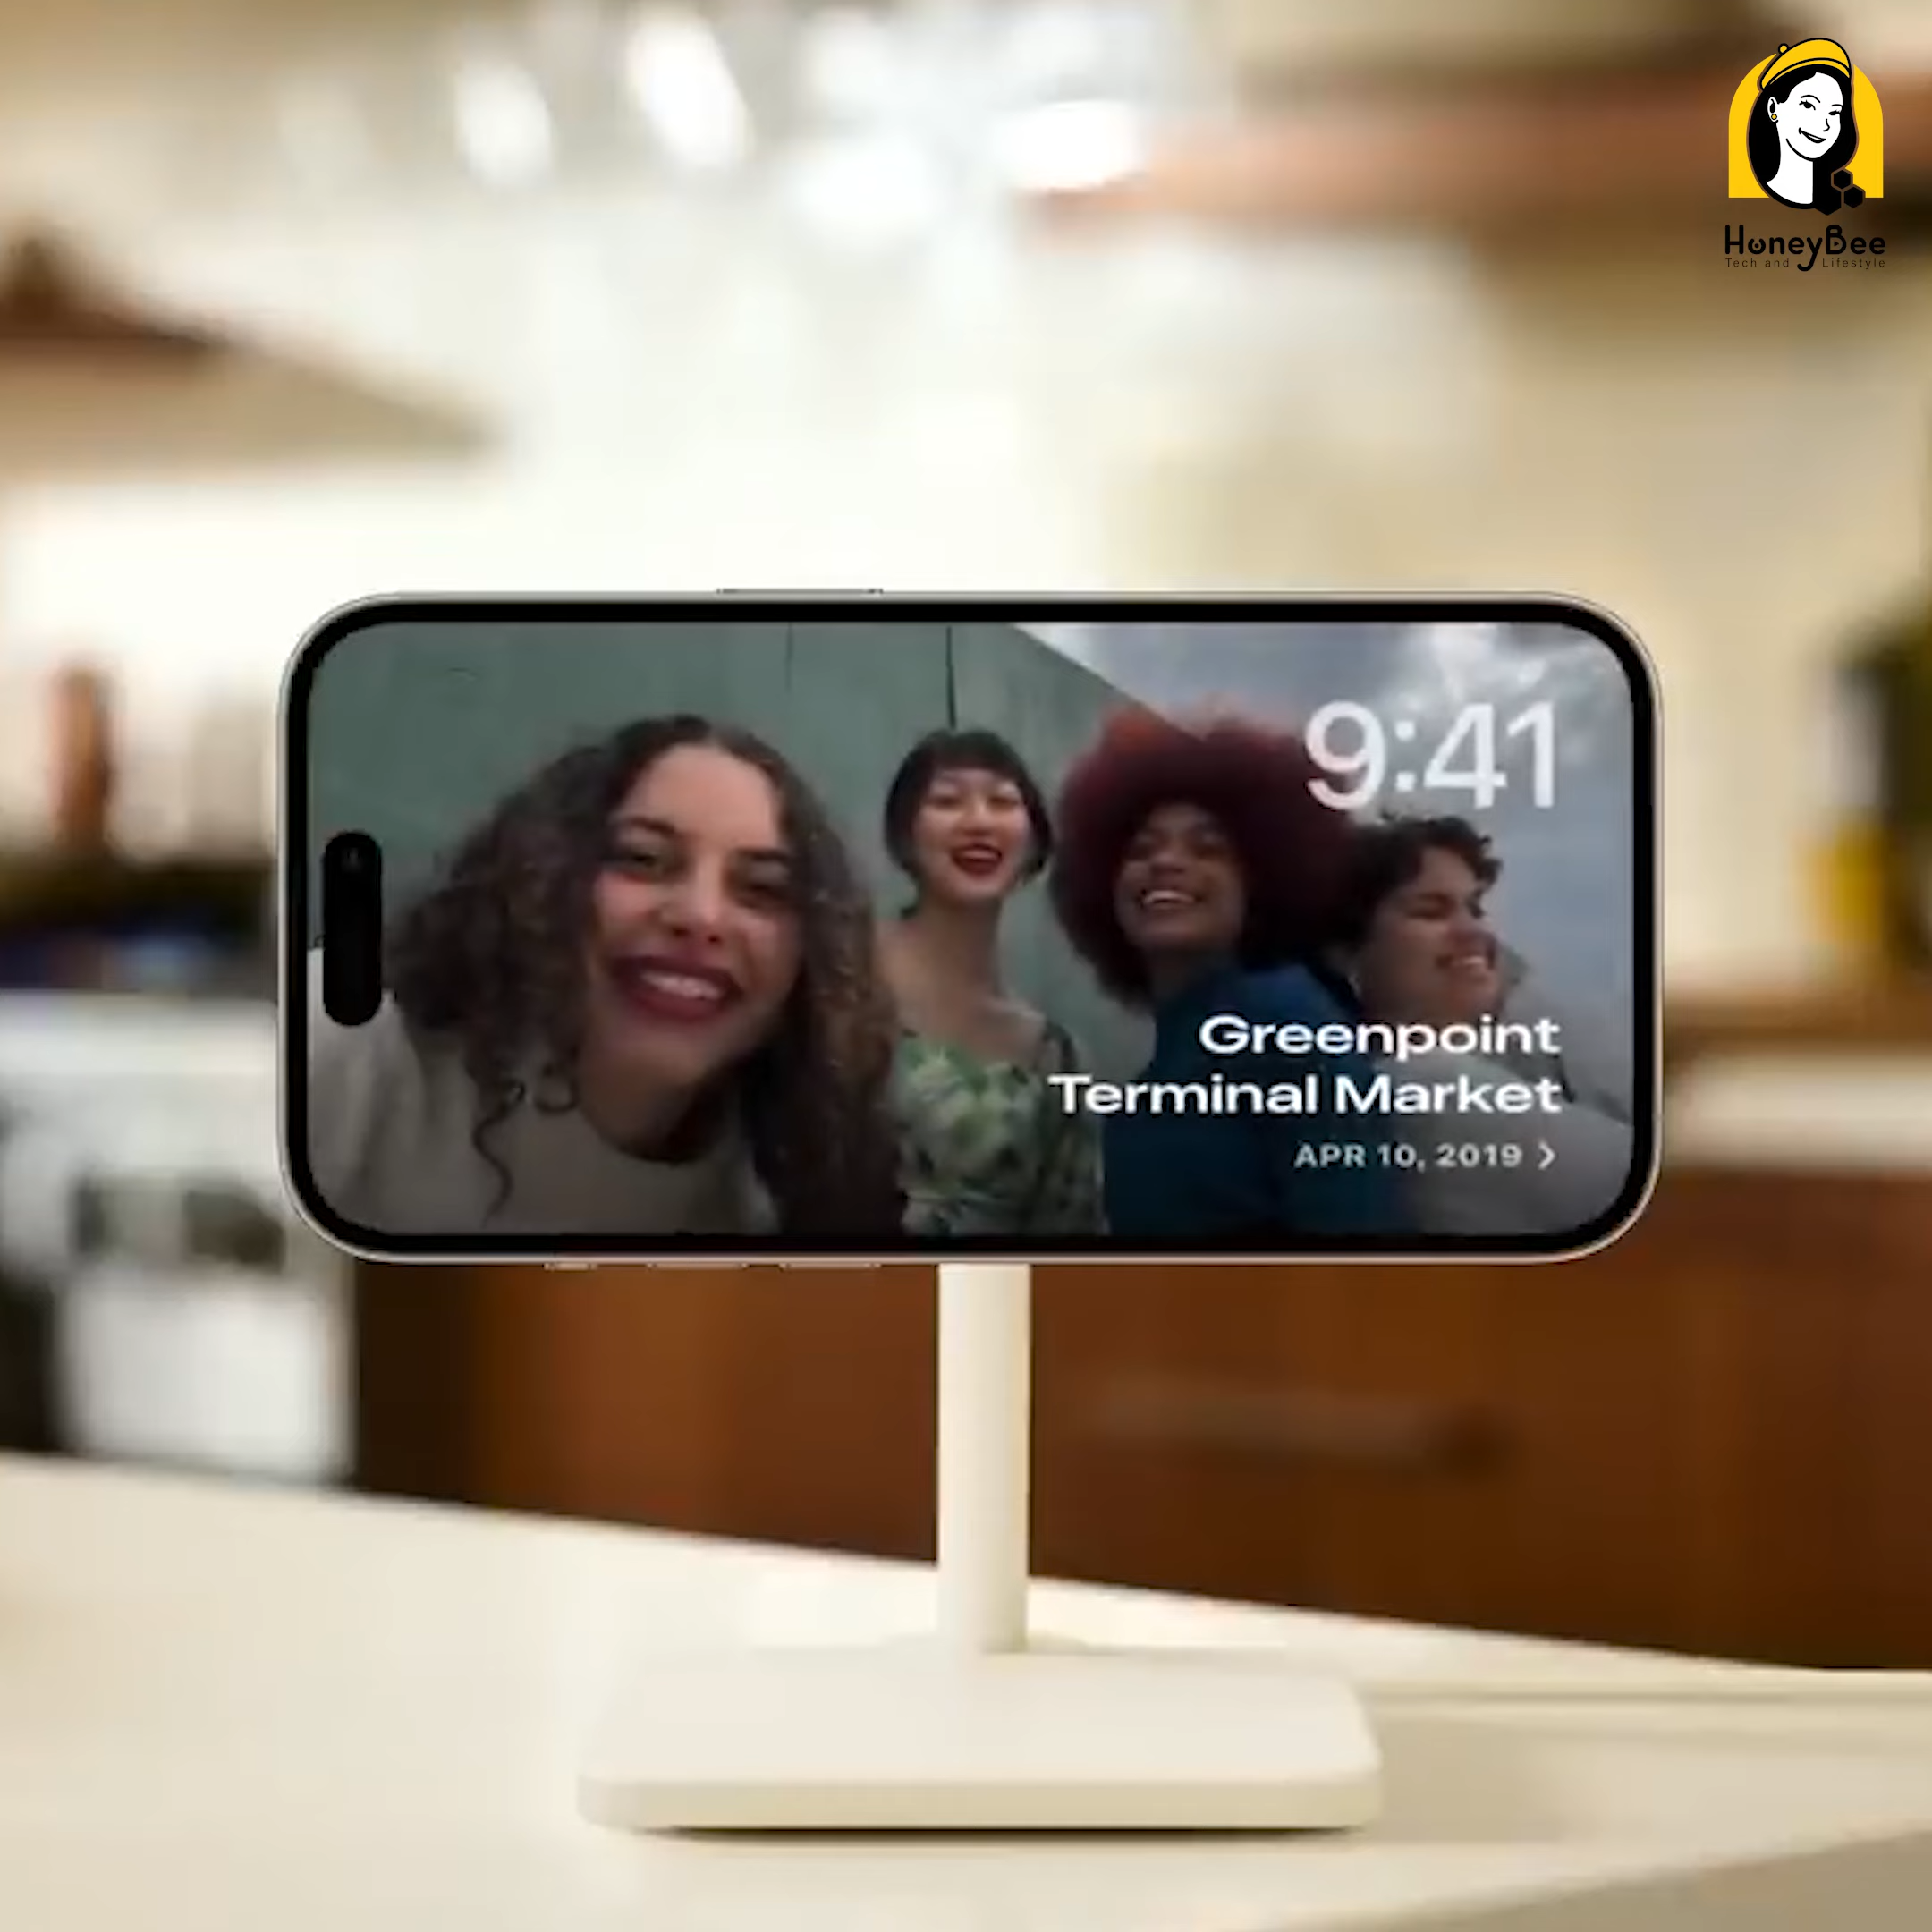 HoneyBee
Tech and Lifestyle
9:41
Greenpoint
Terminal Market
APR 10, 2019 >